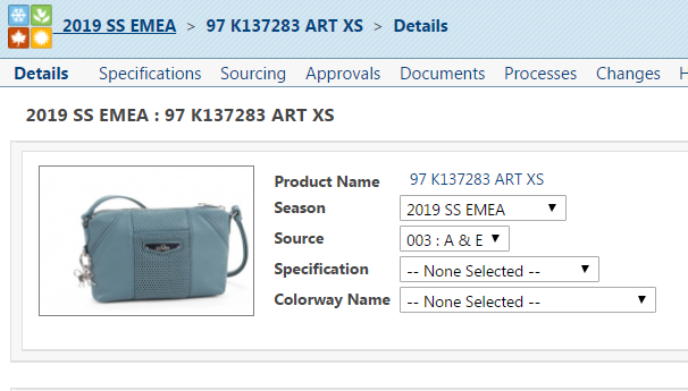 2019 SS EMEA > 97 K137283 ART XS > Details
Details Specifications Sourcing Approvals Documents Processes Changes H
2019 SS EMEA : 97 K137283 ART XS
Product Name 97 K137283 ART XS
Season 2019 SS EMEA
Source 003 : A & E
Specification -- None Selected --
Colorway Name -- None Selected --